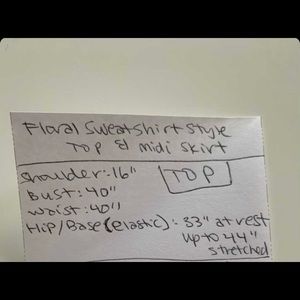 Floral Sweatshirt style
Top & midi skirt
Shoulder: 16"
TOP
Bust: 40"
Waist: 40"
Hip/Base (elastic): 33" at rest
up to 44"
stretched